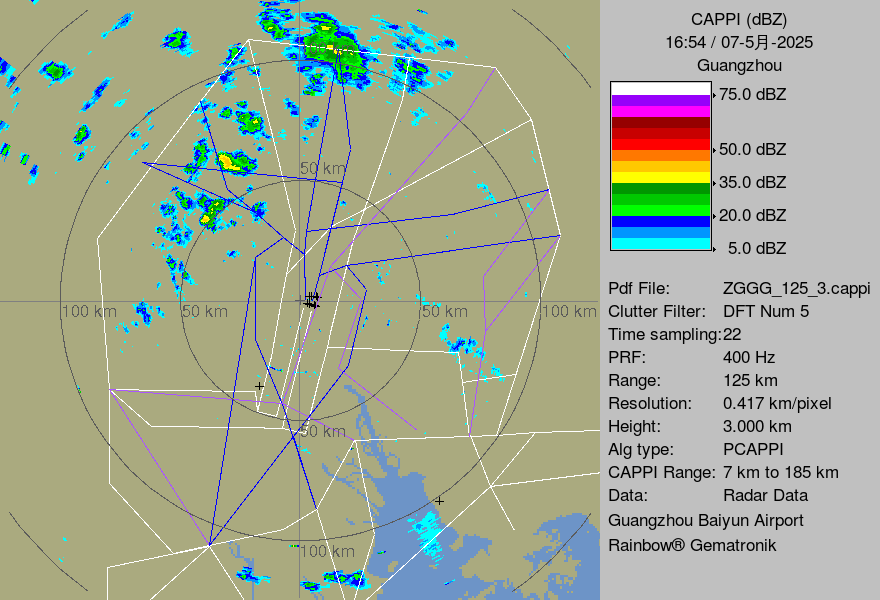 CAPPI (dBZ)
16:54 / 07-5月-2025
Guangzhou
75.0 dBZ
50.0 dBZ
35.0 dBZ
20.0 dBZ
5.0 dBZ
50 km
100 km
50 km
50 km
100 km
50 km
100 km
Pdf File: ZGGG_125_3.cappi
Clutter Filter: DFT Num 5
Time sampling:22
PRF: 400 Hz
Range: 125 km
Resolution: 0.417 km/pixel
Height: 3.000 km
Alg type: PCAPPI
CAPPI Range: 7 km to 185 km
Data: Radar Data
Guangzhou Baiyun Airport
Rainbow® Gematronik